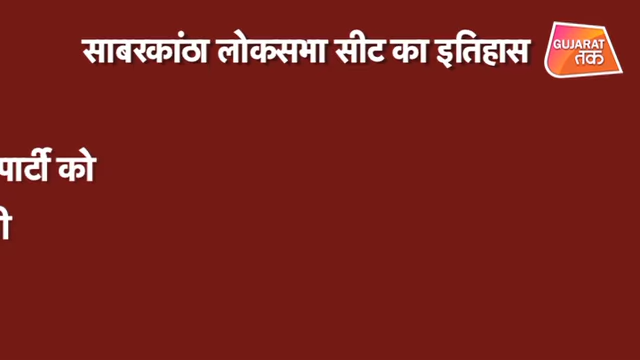 साबरकांठा लोकसभा सीट का इतिहास
GUJARAT
तक
पार्टी को